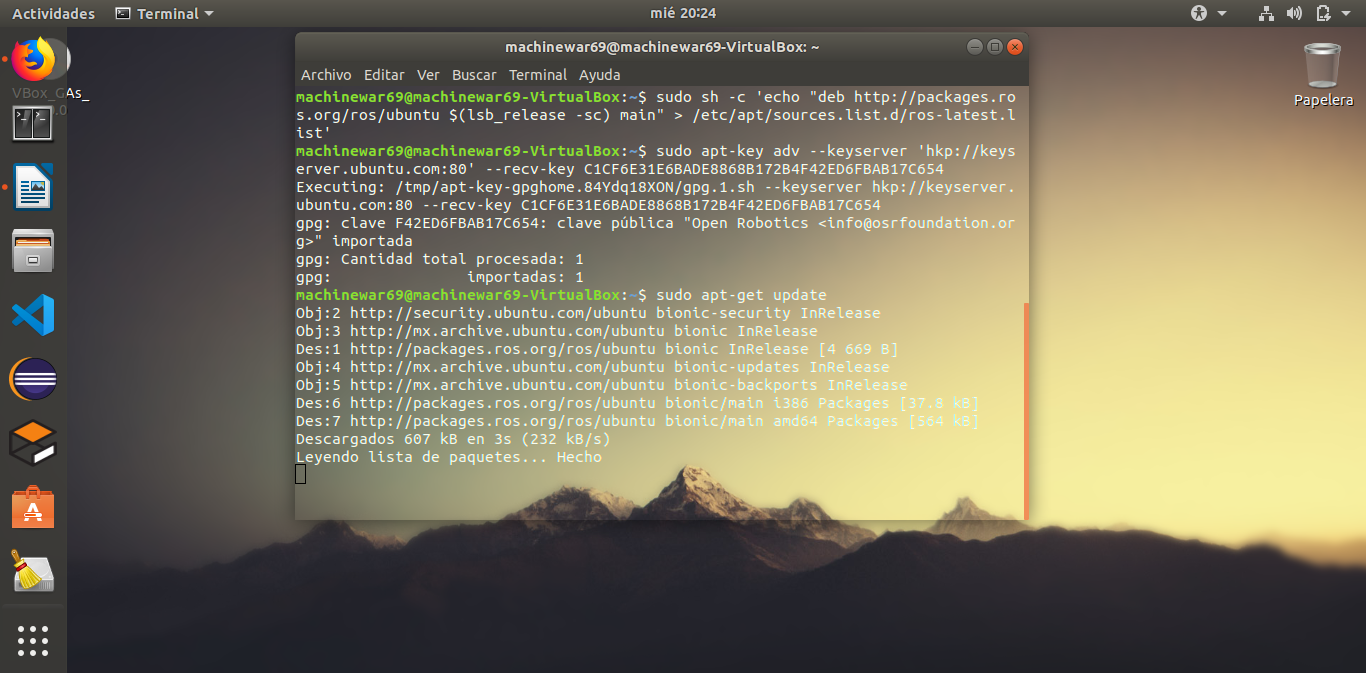 Actividades
Terminal
mié 20:24
machinewar69@machinewar69-VirtualBox: ~
Archivo Editar Ver Buscar Terminal Ayuda
machinewar69@machinewar69-VirtualBox:~$ sudo sh -c 'echo "deb http://packages.ro
s.org/ros/ubuntu $(lsb_release -sc) main" > /etc/apt/sources.list.d/ros-latest.l
ist'
machinewar69@machinewar69-VirtualBox:~$ sudo apt-key adv --keyserver 'hkp://keys
erver.ubuntu.com:80' --recv-key C1CF6E31E6BADE8868B172B4F42ED6FBAB17C654
Executing: /tmp/apt-key-gpghome.84Ydq18XON/gpg.1.sh --keyserver hkp://keyserver.
ubuntu.com:80 --recv-key C1CF6E31E6BADE8868B172B4F42ED6FBAB17C654
gpg: clave F42ED6FBAB17C654: clave pública "Open Robotics <info@osrfoundation.or
g>" importada
gpg: Cantidad total procesada: 1
gpg:               importadas: 1
machinewar69@machinewar69-VirtualBox:~$ sudo apt-get update
Obj:2 http://security.ubuntu.com/ubuntu bionic-security InRelease
Obj:3 http://mx.archive.ubuntu.com/ubuntu bionic InRelease
Des:1 http://packages.ros.org/ros/ubuntu bionic InRelease [4 669 B]
Obj:4 http://mx.archive.ubuntu.com/ubuntu bionic-updates InRelease
Obj:5 http://mx.archive.ubuntu.com/ubuntu bionic-backports InRelease
Des:6 http://packages.ros.org/ros/ubuntu bionic/main i386 Packages [37.8 kB]
Des:7 http://packages.ros.org/ros/ubuntu bionic/main amd64 Packages [564 kB]
Descargados 607 kB en 3s (232 kB/s)
Leyendo lista de paquetes... Hecho
VBox_GAs_
Papelera